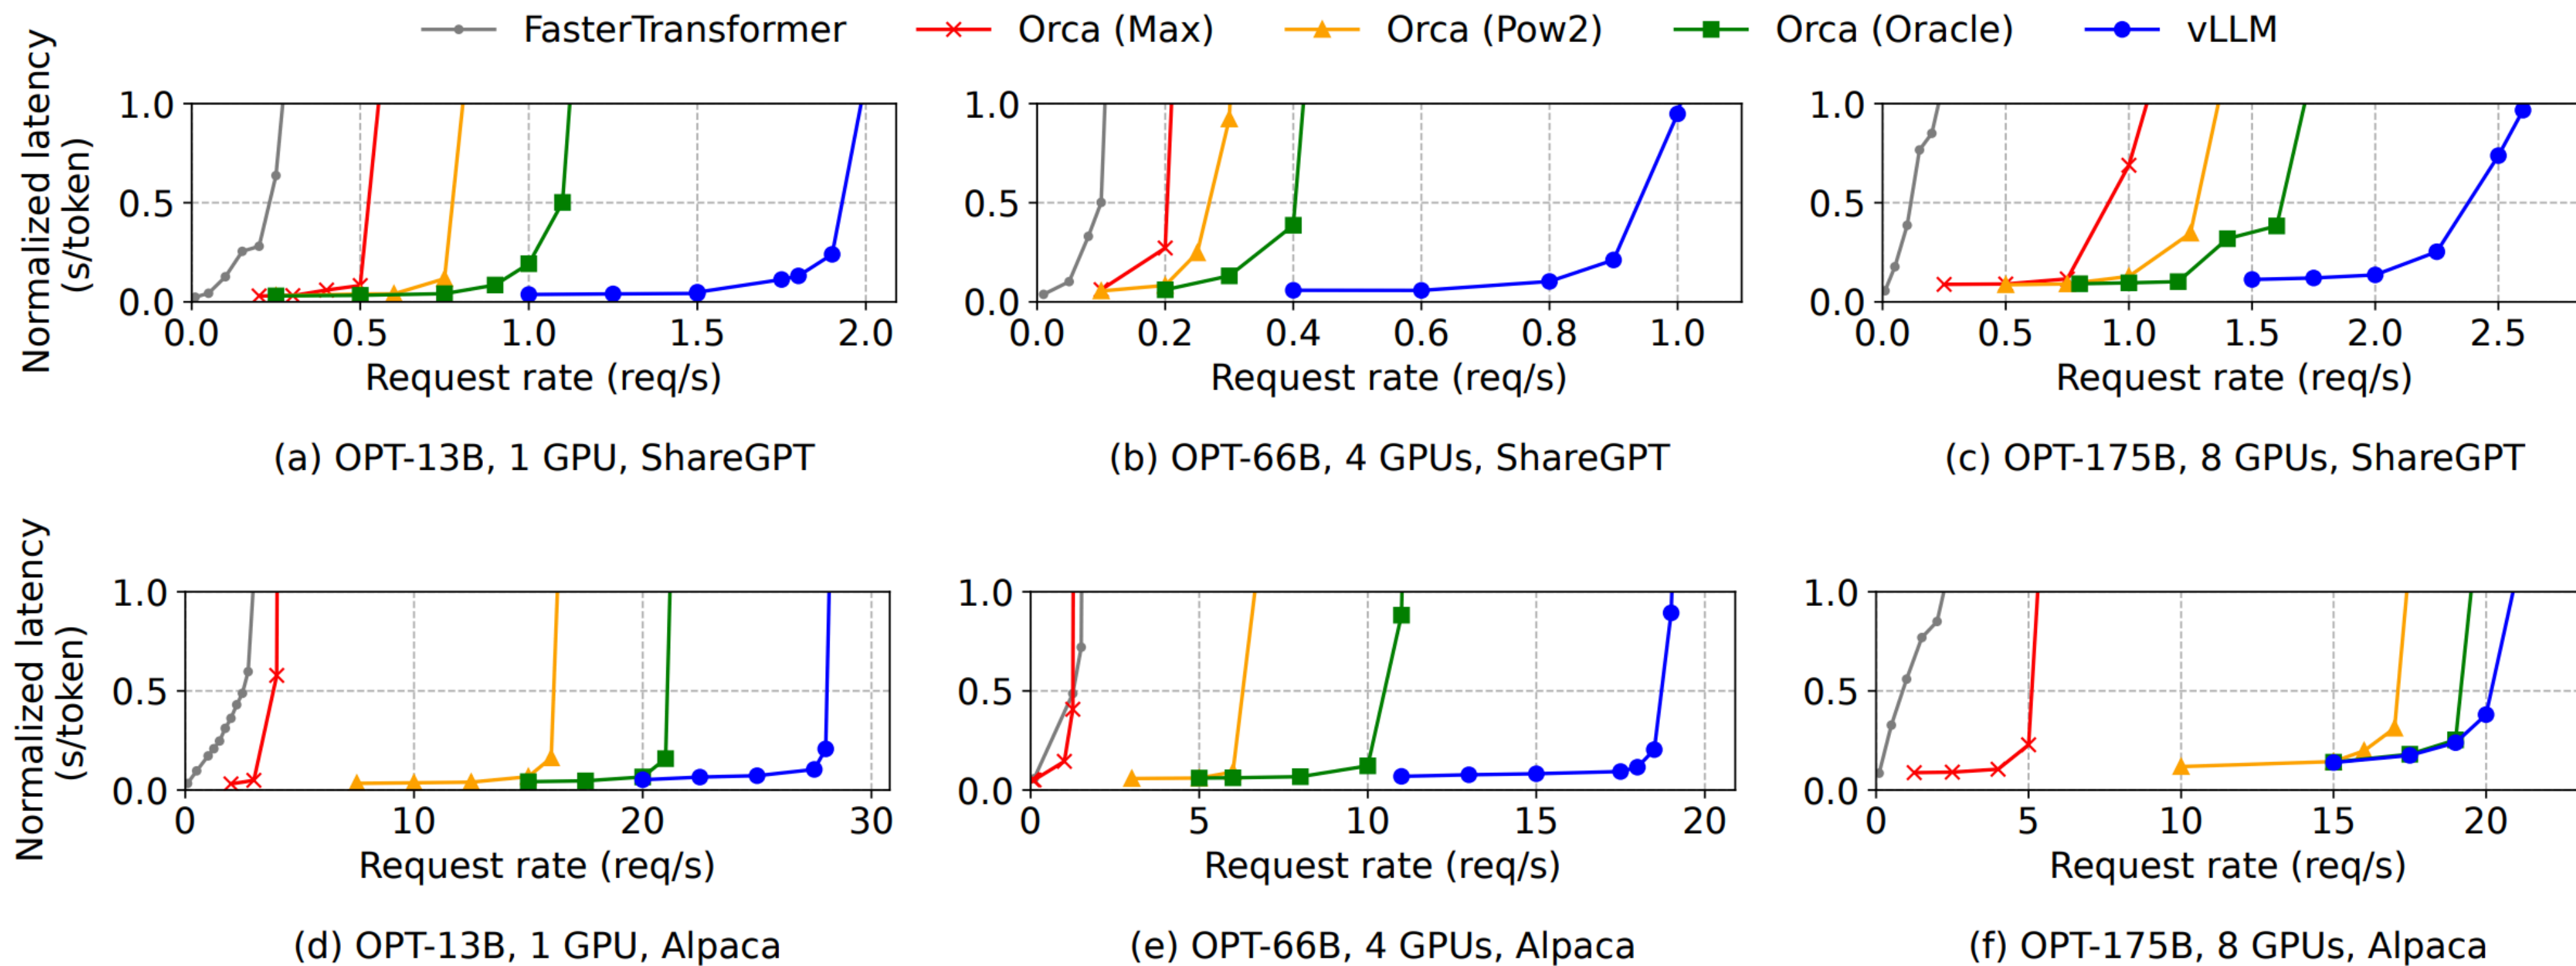 FasterTransformer Orca (Max) Orca (Pow2) Orca (Oracle) vLLM
Normalized latency
(s/token)
1.0
0.5
0.0
0.0 0.5 1.0 1.5 2.0
Request rate (req/s)
(a) OPT-13B, 1 GPU, ShareGPT
1.0
0.5
0.0
0.0 0.2 0.4 0.6 0.8 1.0
Request rate (req/s)
(b) OPT-66B, 4 GPUs, ShareGPT
1.0
0.5
0.0
0.0 0.5 1.0 1.5 2.0 2.5
Request rate (req/s)
(c) OPT-175B, 8 GPUs, ShareGPT
Normalized latency
(s/token)
1.0
0.5
0.0
0 10 20 30
Request rate (req/s)
(d) OPT-13B, 1 GPU, Alpaca
1.0
0.5
0.0
0 5 10 15 20
Request rate (req/s)
(e) OPT-66B, 4 GPUs, Alpaca
1.0
0.5
0.0
0 5 10 15 20
Request rate (req/s)
(f) OPT-175B, 8 GPUs, Alpaca